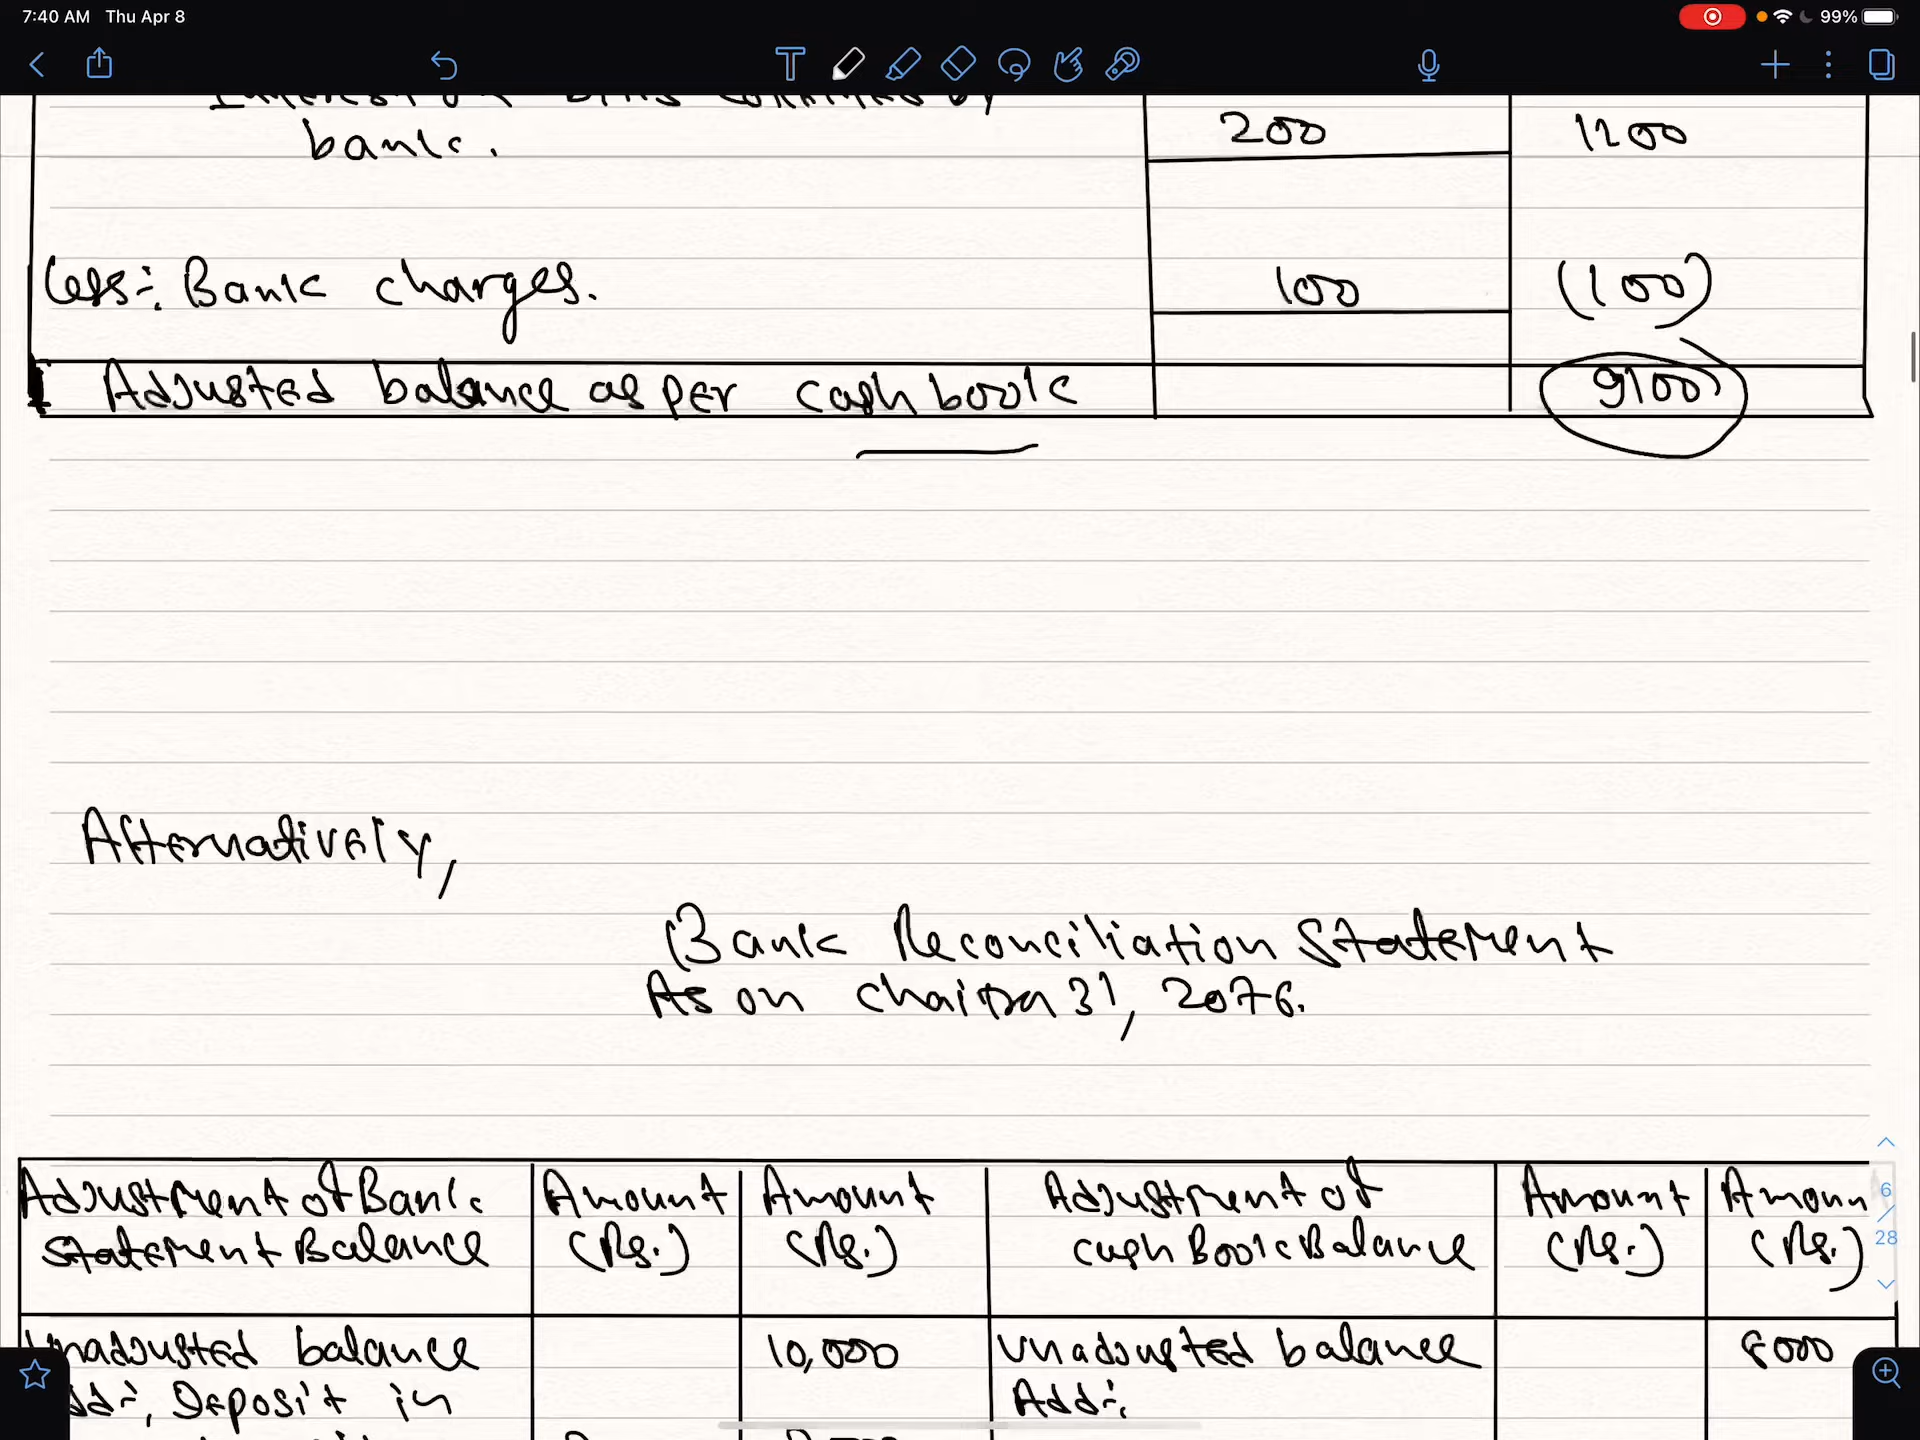 7:40 AM Thu Apr 8
99%
bank.
200
1200
Less:- Bank charges.
100
(100)
Adjusted balance as per cash book
9100
Alternatively,
Bank Reconciliation Statement
As on chaitra 31, 2076.
Adjustment of Bank Statement Balance
Amount (Rs.)
Amount (Rs.)
Adjustment of cash Book Balance
Amount (Rs.)
Amoun (Rs.)
6
/
28
10,000
unadjusted balance
8000
balance
Deposit in
Add:-